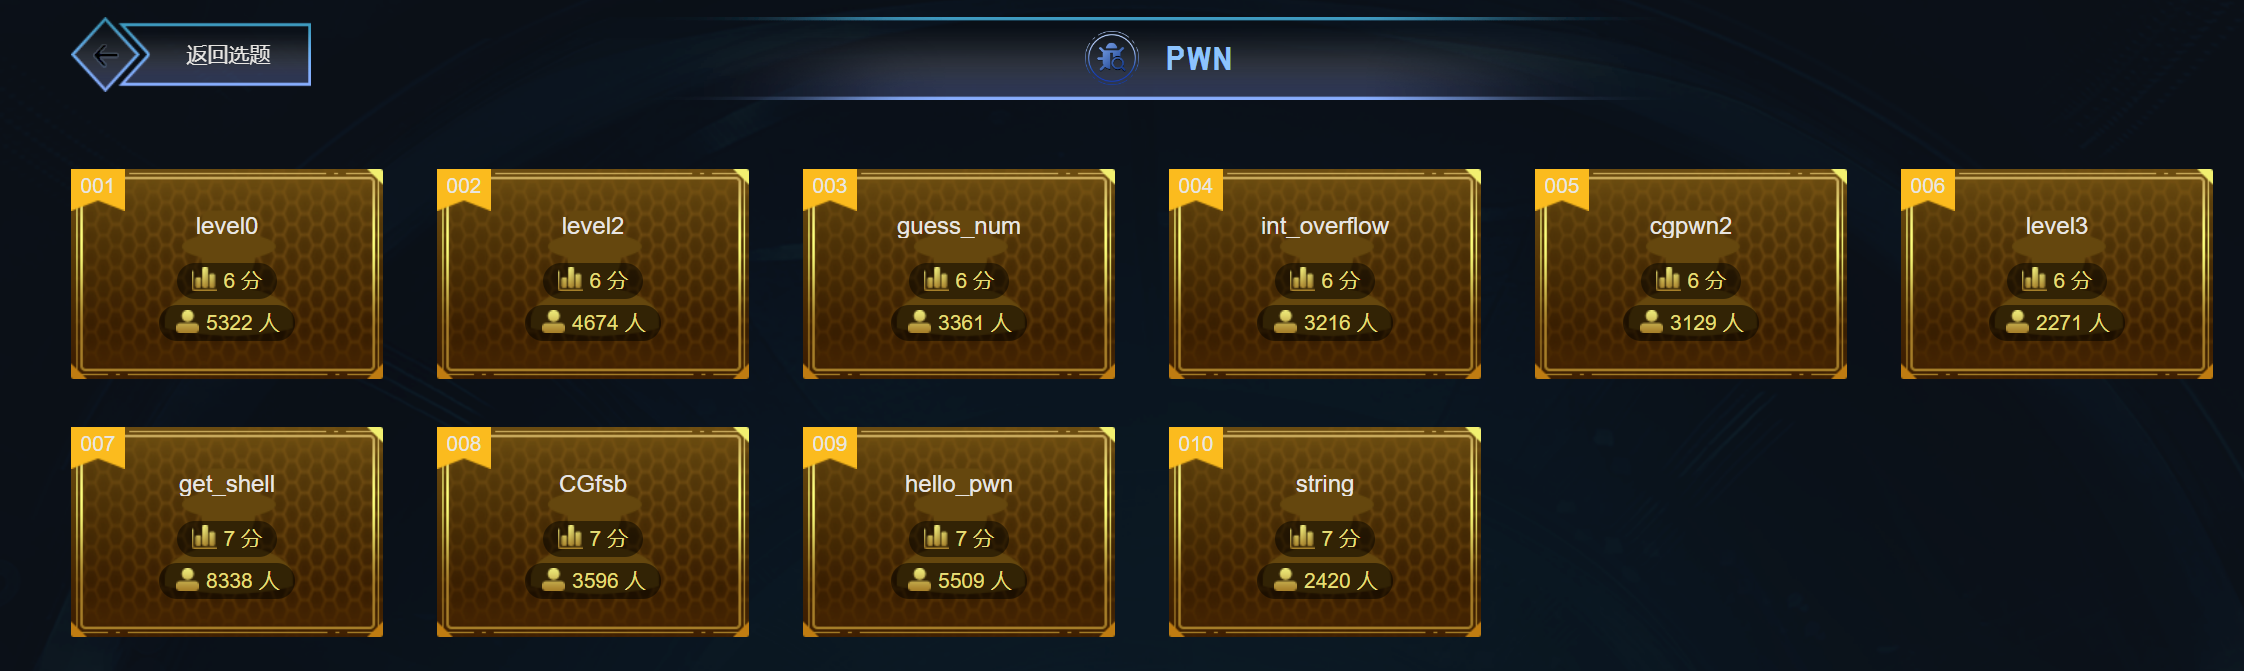 返回选题
PWN
001
level0
6 分
5322 人
002
level2
6 分
4674 人
003
guess_num
6 分
3361 人
004
int_overflow
6 分
3216 人
005
cgpwn2
6 分
3129 人
006
level3
6 分
2271 人
007
get_shell
7 分
8338 人
008
CGfsb
7 分
3596 人
009
hello_pwn
7 分
5509 人
010
string
7 分
2420 人